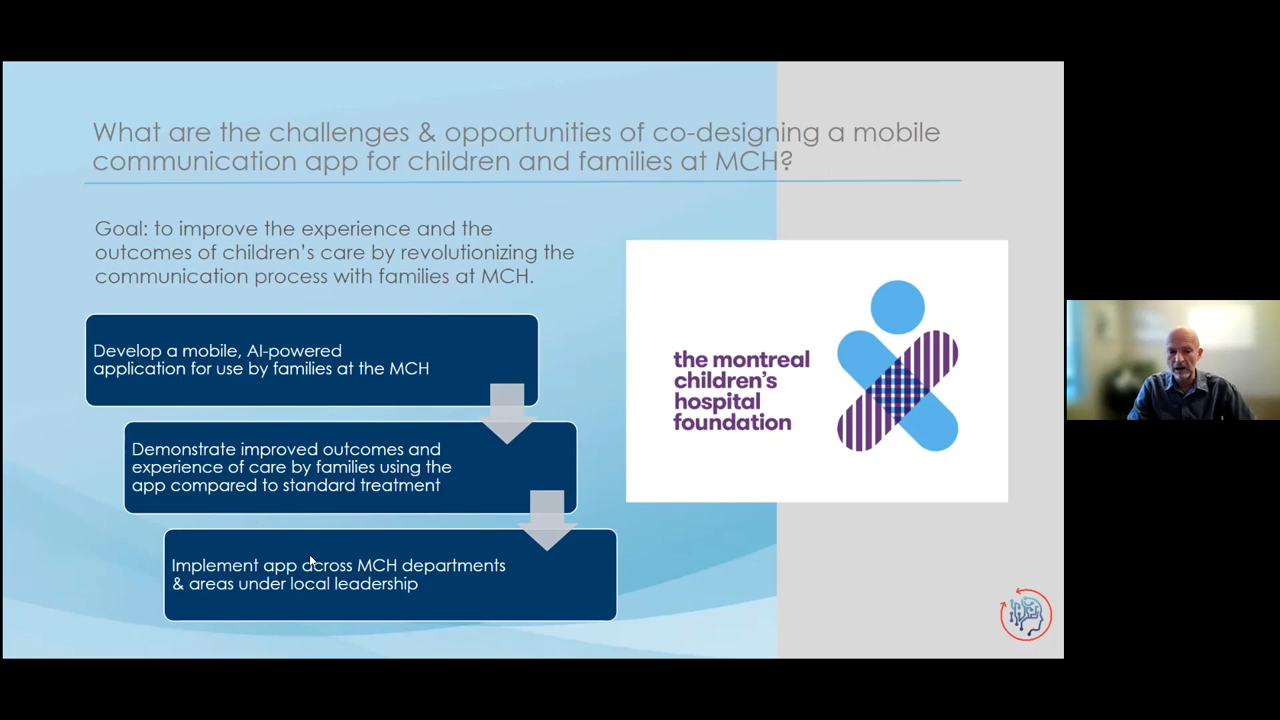 What are the challenges & opportunities of co-designing a mobile
communication app for children and families at MCH?
Goal: to improve the experience and the
outcomes of children's care by revolutionizing the
communication process with families at MCH.
Develop a mobile, AI-powered
application for use by families at the MCH
Demonstrate improved outcomes and
experience of care by families using the
app compared to standard treatment
Implement app across MCH departments
& areas under local leadership
the montreal
children's
hospital
foundation